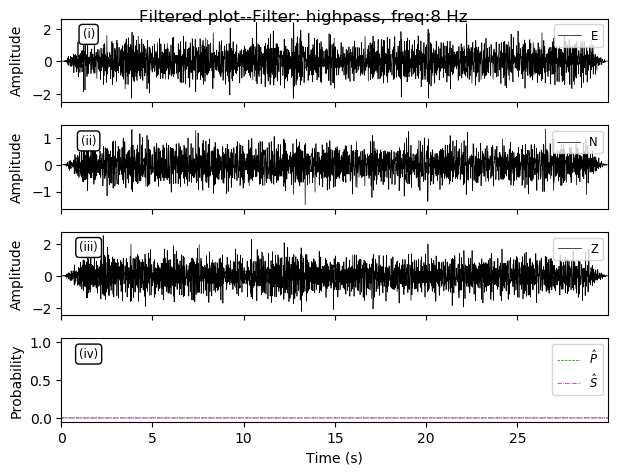 Filtered plot--Filter: highpass, freq:8 Hz
Amplitude
2
0
−2
(i)
E
Amplitude
1
0
−1
(ii)
N
Amplitude
2
0
−2
(iii)
Z
Probability
1.0
0.5
0.0
(iv)
P̂
Ŝ
0 5 10 15 20 25
Time (s)